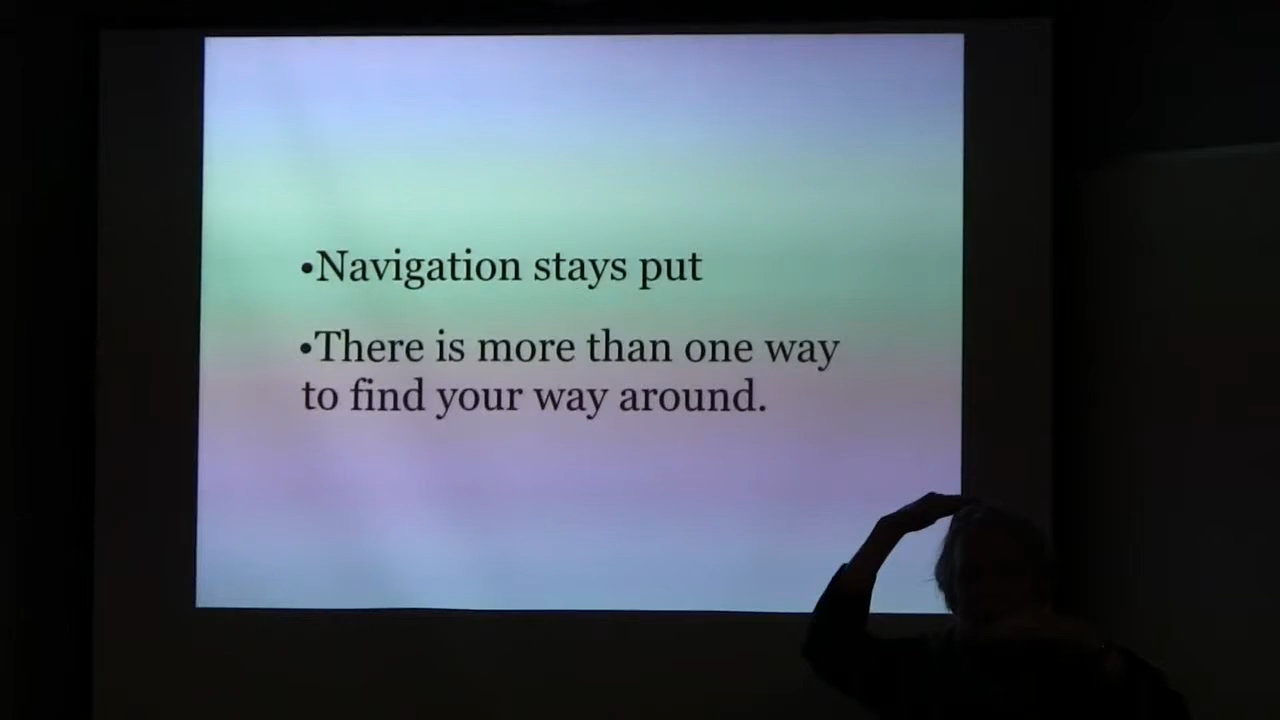 •Navigation stays put
•There is more than one way
to find your way around.